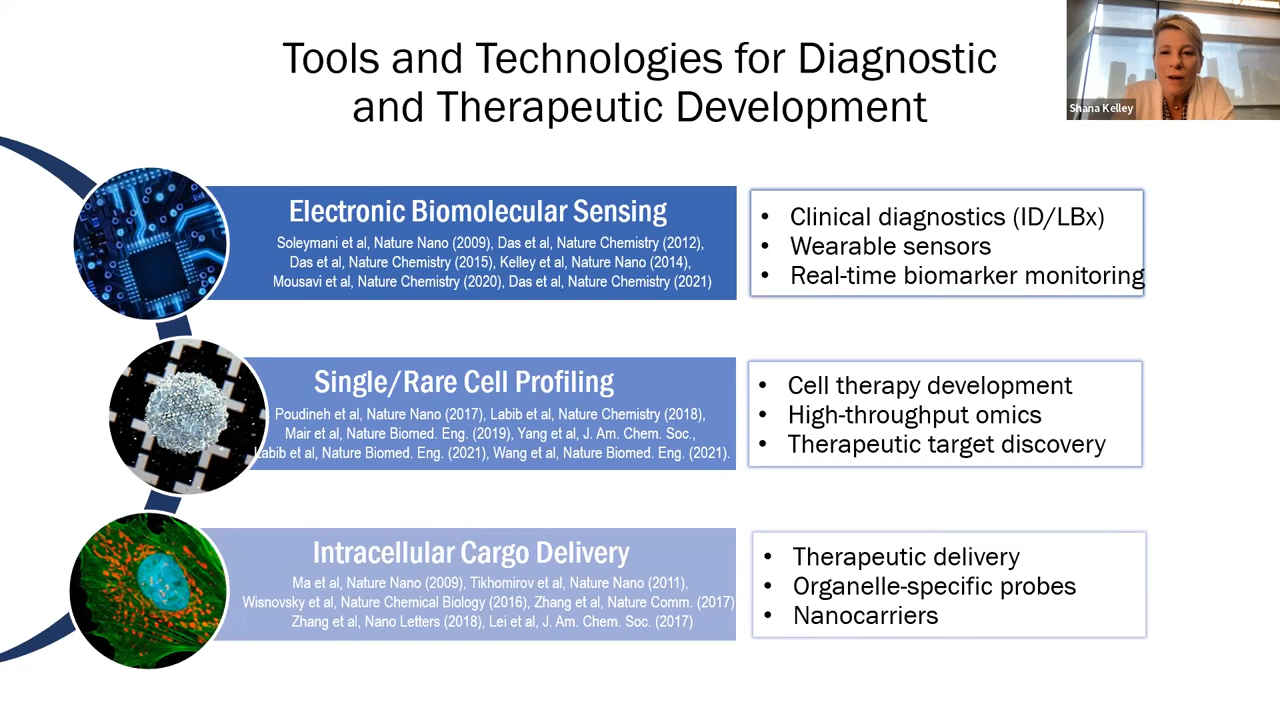 Tools and Technologies for Diagnostic
and Therapeutic Development
Shana Kelley
Electronic Biomolecular Sensing
Soleymani et al, Nature Nano (2009), Das et al, Nature Chemistry (2012),
Das et al, Nature Chemistry (2015), Kelley et al, Nature Nano (2014),
Mousavi et al, Nature Chemistry (2020), Das et al, Nature Chemistry (2021)
• Clinical diagnostics (ID/LBx)
• Wearable sensors
• Real-time biomarker monitoring
Single/Rare Cell Profiling
Poudineh et al, Nature Nano (2017), Labib et al, Nature Chemistry (2018),
Mair et al, Nature Biomed. Eng. (2019), Yang et al, J. Am. Chem. Soc.,
Labib et al, Nature Biomed. Eng. (2021), Wang et al, Nature Biomed. Eng. (2021).
• Cell therapy development
• High-throughput omics
• Therapeutic target discovery
Intracellular Cargo Delivery
Ma et al, Nature Nano (2009), Tikhomirov et al, Nature Nano (2011),
Wisnovsky et al, Nature Chemical Biology (2016), Zhang et al, Nature Comm. (2017)
Zhang et al, Nano Letters (2018), Lei et al, J. Am. Chem. Soc. (2017)
• Therapeutic delivery
• Organelle-specific probes
• Nanocarriers